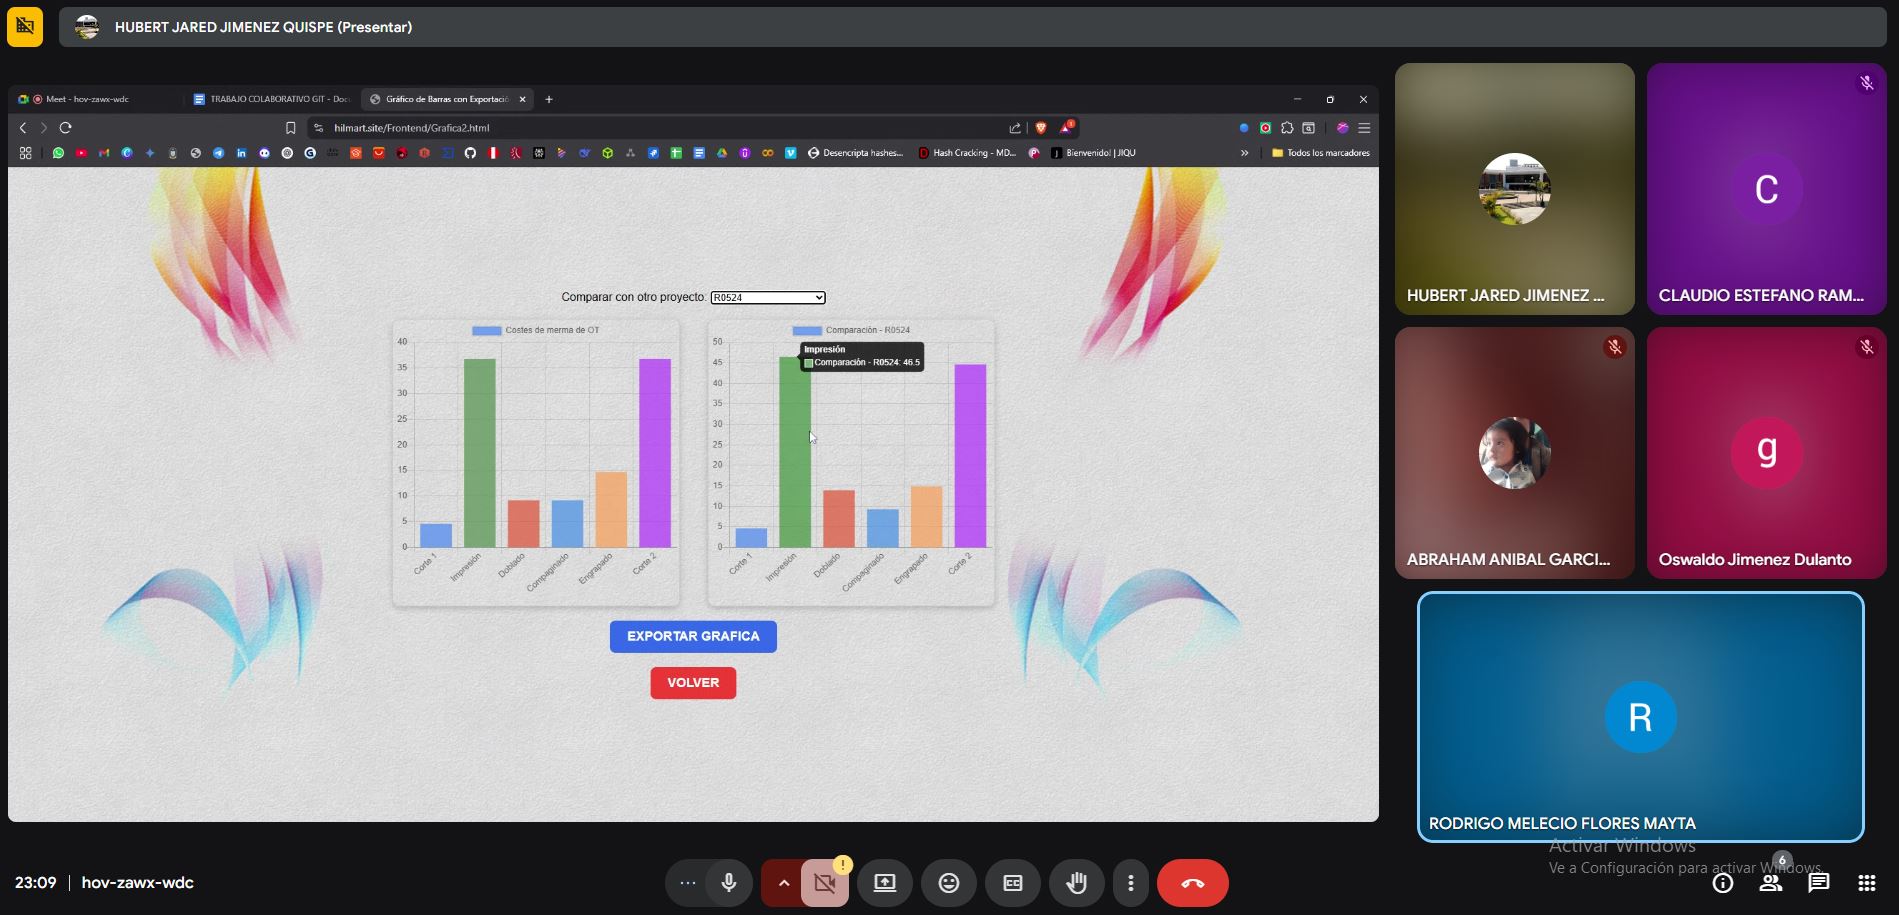 HUBERT JARED JIMENEZ QUISPE (Presentar)
Meet - hov-zawx-wdc
TRABAJO COLABORATIVO GIT - Doc
Gráfico de Barras con Exportació
hilmart.site/Frontend/Grafica2.html
Desencripta hashes...
Hash Cracking - MD...
Bienvenido! | JIQU
»
Todos los marcadores
Comparar con otro proyecto: R0524
Costes de merma de OT
40
35
30
25
20
15
10
5
0
Corte 1
Impresión
Doblado
Compaginado
Engrapado
Corte 2
Comparación - R0524
50
45
40
35
30
25
20
15
10
5
0
Impresión
Comparación - R0524: 46.5
Corte 1
Impresión
Doblado
Compaginado
Engrapado
Corte 2
EXPORTAR GRAFICA
VOLVER
HUBERT JARED JIMENEZ ...
C
CLAUDIO ESTEFANO RAM...
ABRAHAM ANIBAL GARCI...
g
Oswaldo Jimenez Dulanto
R
RODRIGO MELECIO FLORES MAYTA
Activar Windows
Ve a Configuración para activar Windows.
23:09 | hov-zawx-wdc
6